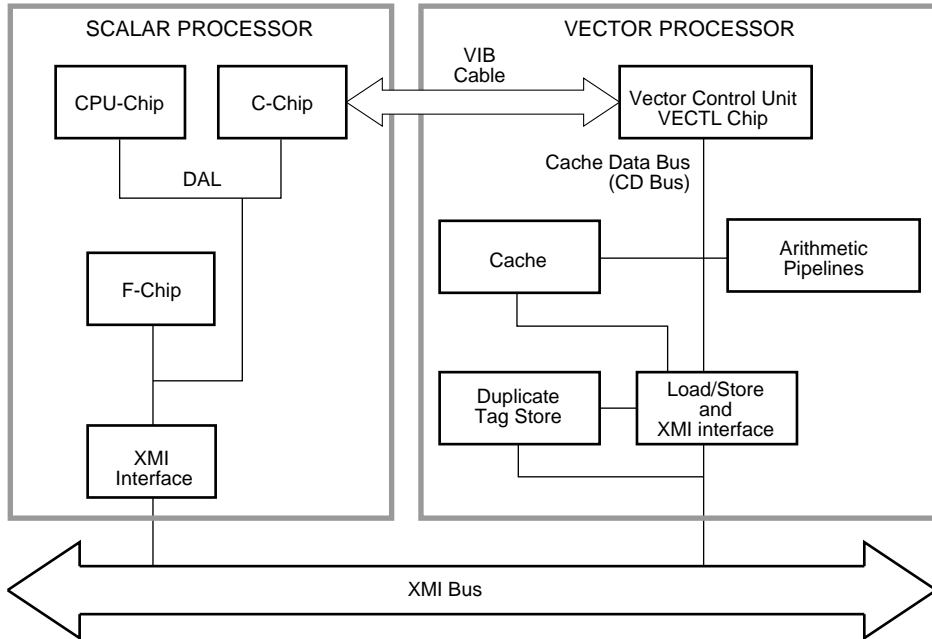 SCALAR PROCESSOR
CPU-Chip
C-Chip
DAL
F-Chip
XMI
Interface
VIB
Cable
VECTOR PROCESSOR
Vector Control Unit
VECTL Chip
Cache Data Bus
(CD Bus)
Cache
Arithmetic
Pipelines
Duplicate
Tag Store
Load/Store
and
XMI interface
XMI Bus